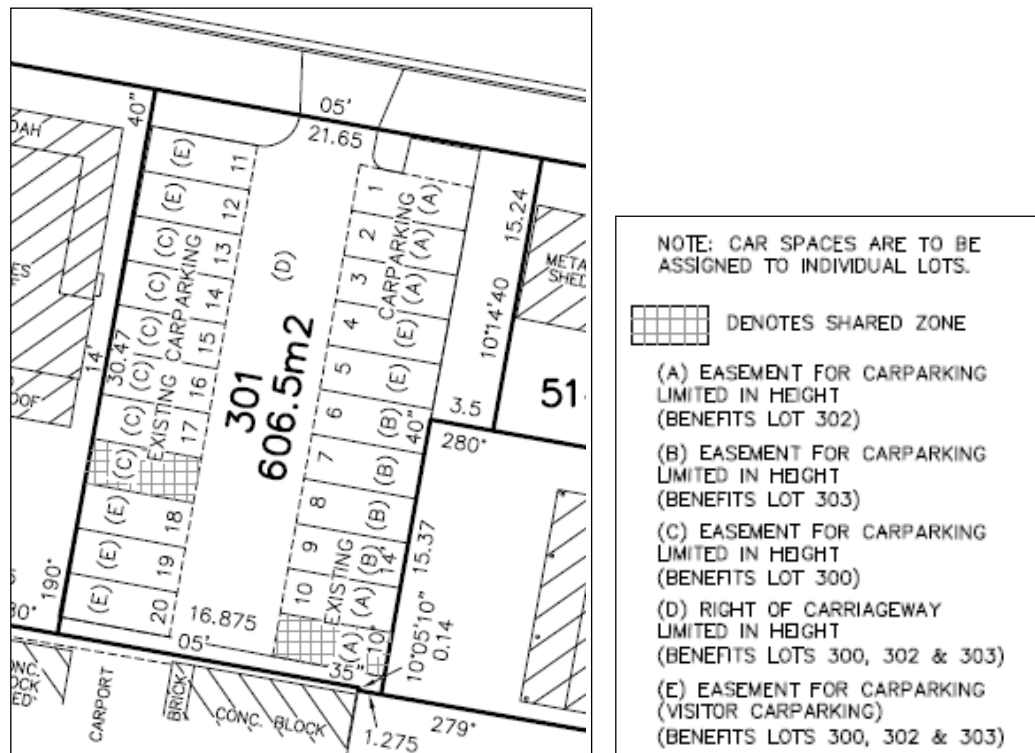 05'
21.65
40"
DAH
(E) 11
(E) 12
(C) 13
(C) 14
(C) 15
(C) 16
(C) 17
(C)
(E) 18
(E) 19
(E) 20
EXISTING CARPARKING
30.47
14'
190°
OOF
(D)
301
606.5m2
1 (A)
2 (A)
3 (A)
4 (E)
5 (E)
6 (B)
7 (B)
8 (B)
9 (B)
10 (A)
(A)
CARPARKING
EXISTING
15.24
10°14'40
META
SHED
51
3.5
40"
280°
14'
15.37
10°05'10"
0.14
10"
35'
16.875
05'
279°
1.275
CARPORT
BRICK
CONC. BLOCK
NOTE: CAR SPACES ARE TO BE
ASSIGNED TO INDIVIDUAL LOTS.
DENOTES SHARED ZONE
(A) EASEMENT FOR CARPARKING
LIMITED IN HEIGHT
(BENEFITS LOT 302)
(B) EASEMENT FOR CARPARKING
LIMITED IN HEIGHT
(BENEFITS LOT 303)
(C) EASEMENT FOR CARPARKING
LIMITED IN HEIGHT
(BENEFITS LOT 300)
(D) RIGHT OF CARRIAGEWAY
LIMITED IN HEIGHT
(BENEFITS LOTS 300, 302 & 303)
(E) EASEMENT FOR CARPARKING
(VISITOR CARPARKING)
(BENEFITS LOTS 300, 302 & 303)